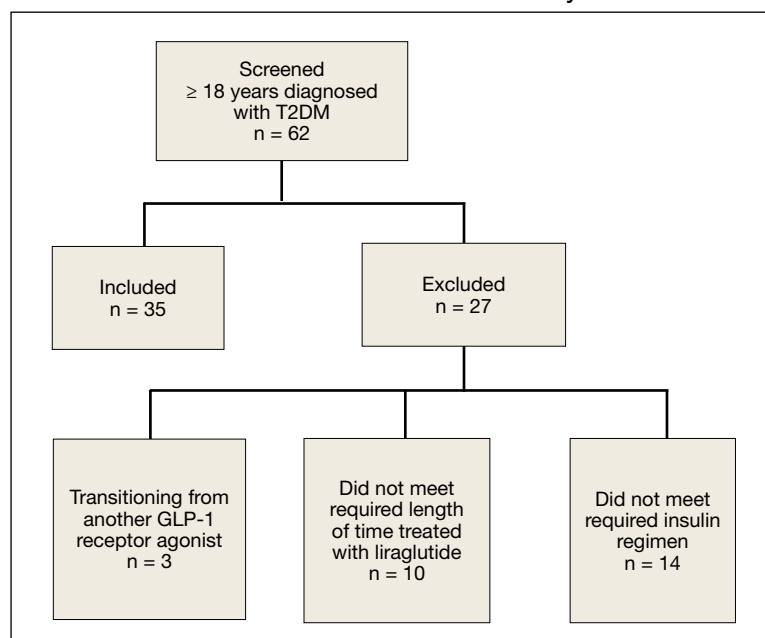 Screened
≥ 18 years diagnosed
with T2DM
n = 62
Included
n = 35
Excluded
n = 27
Transitioning from
another GLP-1
receptor agonist
n = 3
Did not meet
required length
of time treated
with liraglutide
n = 10
Did not meet
required insulin
regimen
n = 14